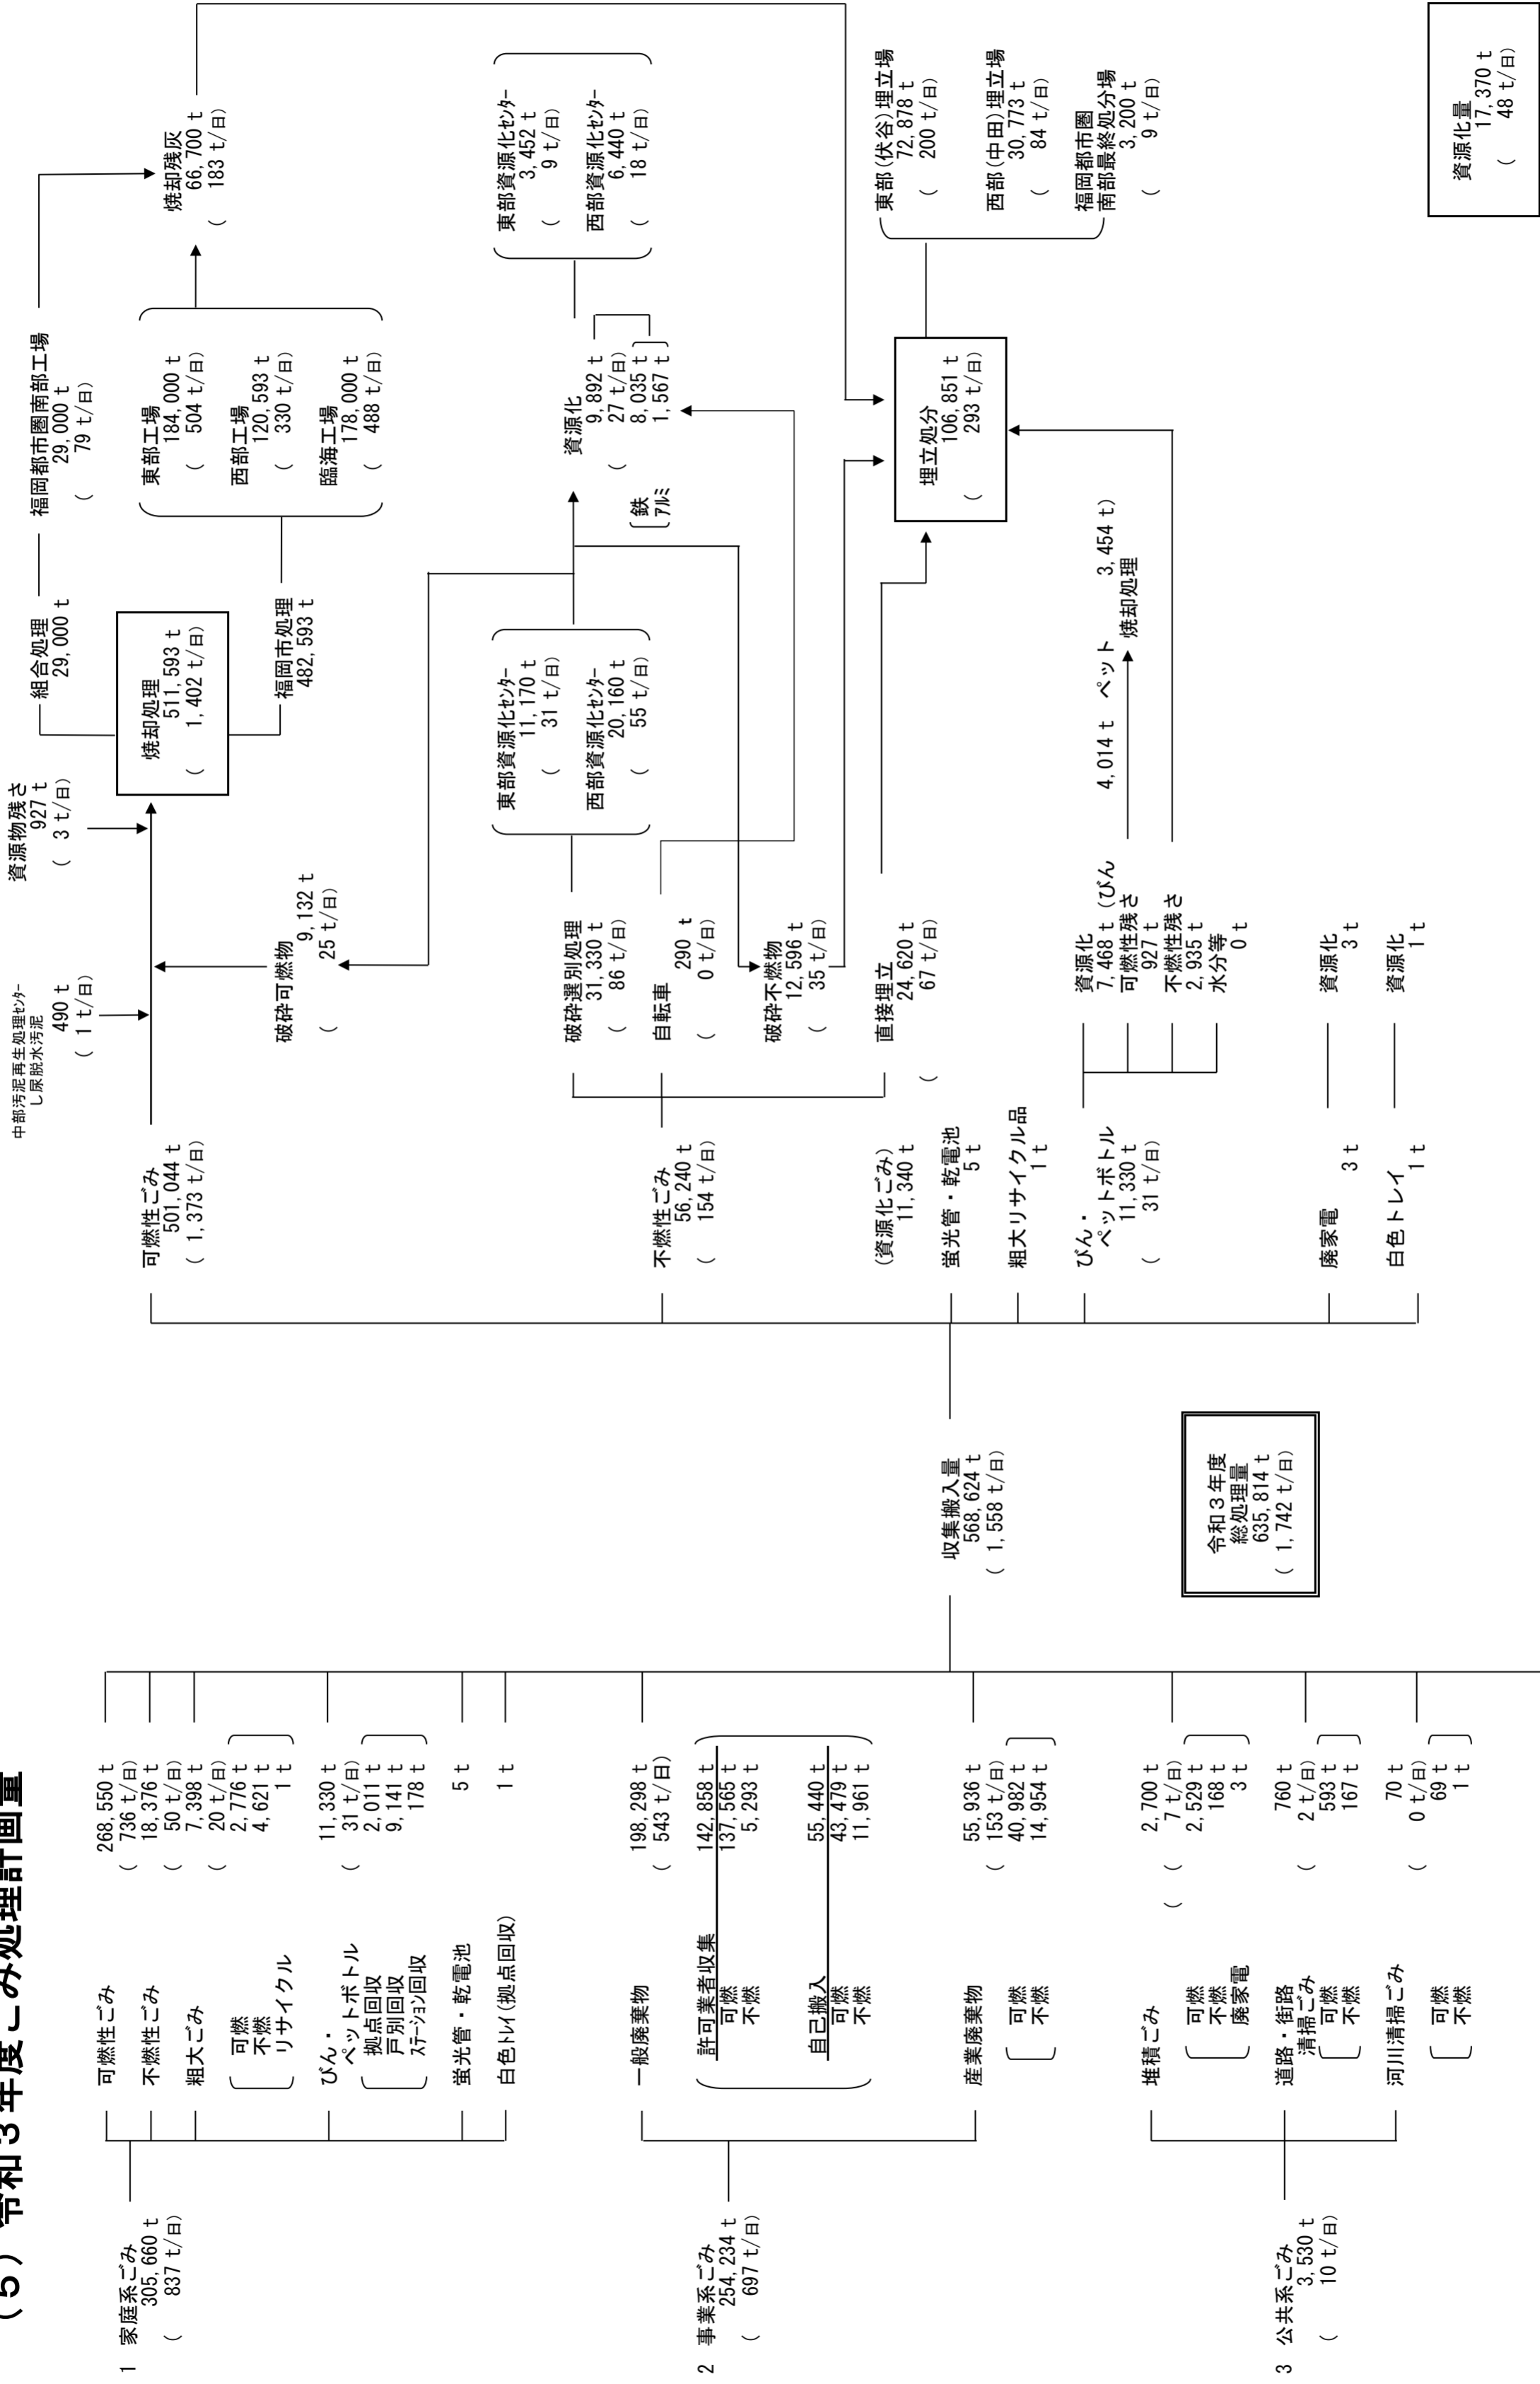 （５）令和３年度ごみ処理計画量
1 家庭系ごみ
305,660 t
( 837 t/日)
可燃性ごみ 268,550 t
( 736 t/日)
不燃性ごみ 18,376 t
( 50 t/日)
粗大ごみ 7,398 t
( 20 t/日)
可燃 2,776 t
不燃 4,621 t
リサイクル 1 t
びん・
ペットボトル 11,330 t
( 31 t/日)
拠点回収 2,011 t
戸別回収 9,141 t
ｽﾃｰｼｮﾝ回収 178 t
蛍光管・乾電池 5 t
白色ﾄﾚｲ(拠点回収) 1 t
2 事業系ごみ
254,234 t
( 697 t/日)
一般廃棄物 198,298 t
( 543 t/日)
許可業者収集 142,858 t
可燃 137,565 t
不燃 5,293 t
自己搬入 55,440 t
可燃 43,479 t
不燃 11,961 t
産業廃棄物 55,936 t
( 153 t/日)
可燃 40,982 t
不燃 14,954 t
3 公共系ごみ
3,530 t
( 10 t/日)
堆積ごみ 2,700 t
( ( 7 t/日)
可燃 2,529 t
不燃 168 t
廃家電 3 t
道路・街路
清掃ごみ 760 t
( 2 t/日)
可燃 593 t
不燃 167 t
河川清掃ごみ 70 t
( 0 t/日)
可燃 69 t
不燃 1 t
収集搬入量
568,624 t
( 1,558 t/日)
令和３年度
総処理量
635,814 t
( 1,742 t/日)
可燃性ごみ
501,044 t
( 1,373 t/日)
中部汚泥再生処理ｾﾝﾀｰ
し尿脱水汚泥
490 t
( 1 t/日)
資源物残さ
927 t
( 3 t/日)
破砕可燃物
9,132 t
( 25 t/日)
焼却処理
511,593 t
( 1,402 t/日)
組合処理
29,000 t
福岡都市圏南部工場
29,000 t
( 79 t/日)
福岡市処理
482,593 t
東部工場
184,000 t
( 504 t/日)
西部工場
120,593 t
( 330 t/日)
臨海工場
178,000 t
( 488 t/日)
焼却残灰
66,700 t
( 183 t/日)
不燃性ごみ
56,240 t
( 154 t/日)
破砕選別処理
31,330 t
( 86 t/日)
自転車
290 t
( 0 t/日)
破砕不燃物
12,596 t
( 35 t/日)
直接埋立
24,620 t
( 67 t/日)
東部資源化ｾﾝﾀｰ
11,170 t
( 31 t/日)
西部資源化ｾﾝﾀｰ
20,160 t
( 55 t/日)
資源化
9,892 t
( 27 t/日)
鉄 8,035 t
ｱﾙﾐ 1,567 t
東部資源化ｾﾝﾀｰ
3,452 t
( 9 t/日)
西部資源化ｾﾝﾀｰ
6,440 t
( 18 t/日)
埋立処分
106,851 t
( 293 t/日)
東部(伏谷)埋立場
72,878 t
( 200 t/日)
西部(中田)埋立場
30,773 t
( 84 t/日)
福岡都市圏
南部最終処分場
3,200 t
( 9 t/日)
(資源化ごみ)
11,340 t
蛍光管・乾電池
5 t
粗大リサイクル品
1 t
びん・
ペットボトル
11,330 t
( 31 t/日)
資源化
7,468 t (びん 4,014 t ペット 3,454 t)
可燃性残さ 焼却処理
927 t
不燃性残さ
2,935 t
水分等
0 t
廃家電 資源化
3 t 3 t
白色トレイ 資源化
1 t 1 t
資源化量
17,370 t
( 48 t/日)